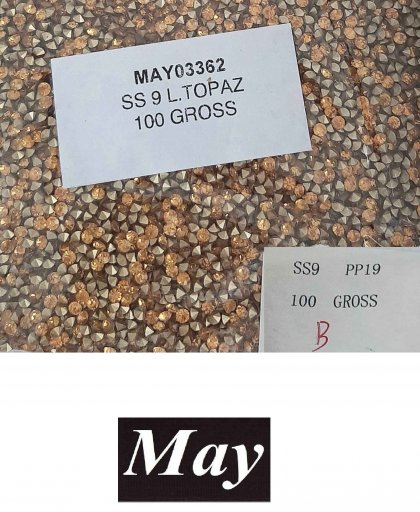 MAY03362
SS 9 L.TOPAZ
100 GROSS
SS9 PP19
100 GROSS
B
May